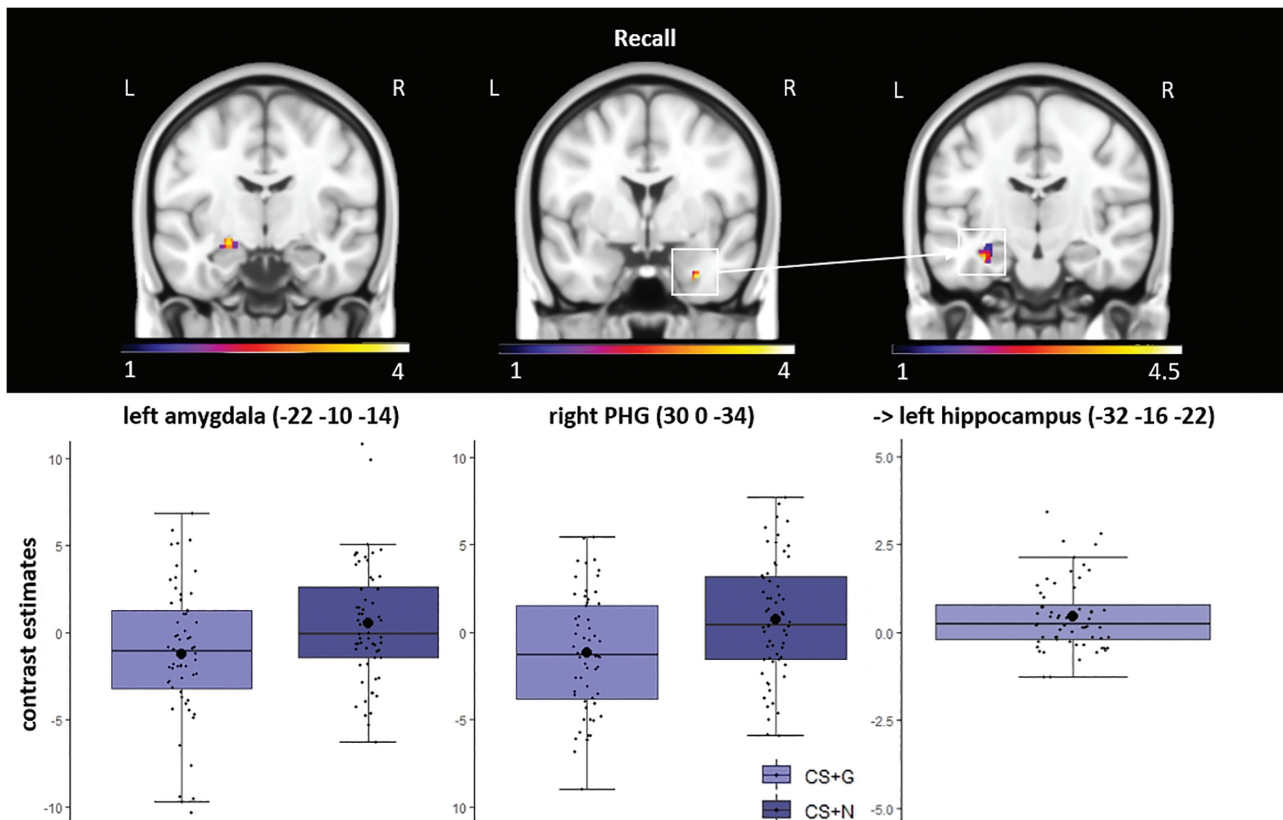 Recall
L R L R L R
1 4 1 4 1 4.5
left amygdala (-22 -10 -14) right PHG (30 0 -34) -> left hippocampus (-32 -16 -22)
contrast estimates
10
5
0
-5
-10
10
5
0
-5
10
5.0
2.5
0.0
-2.5
-5.0
CS+G
CS+N